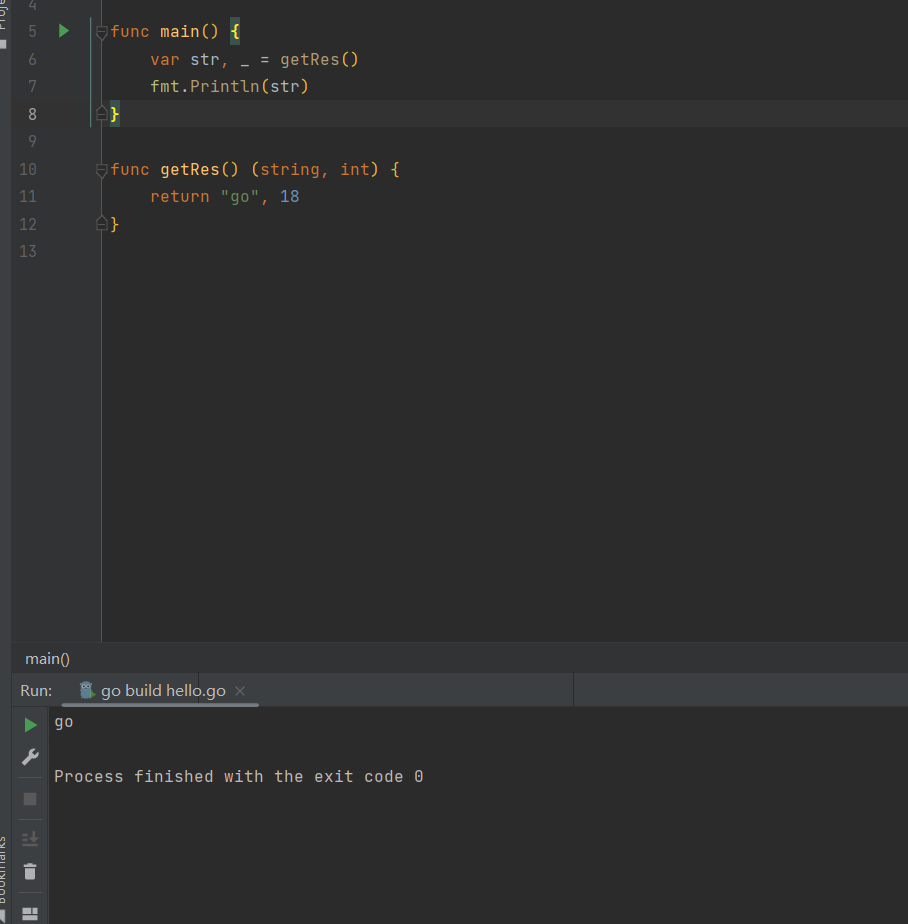 4
5 func main() {
6 var str, _ = getRes()
7 fmt.Println(str)
8 }
9
10 func getRes() (string, int) {
11 return "go", 18
12 }
13
main()
Run: go build hello.go ×
go
Process finished with the exit code 0